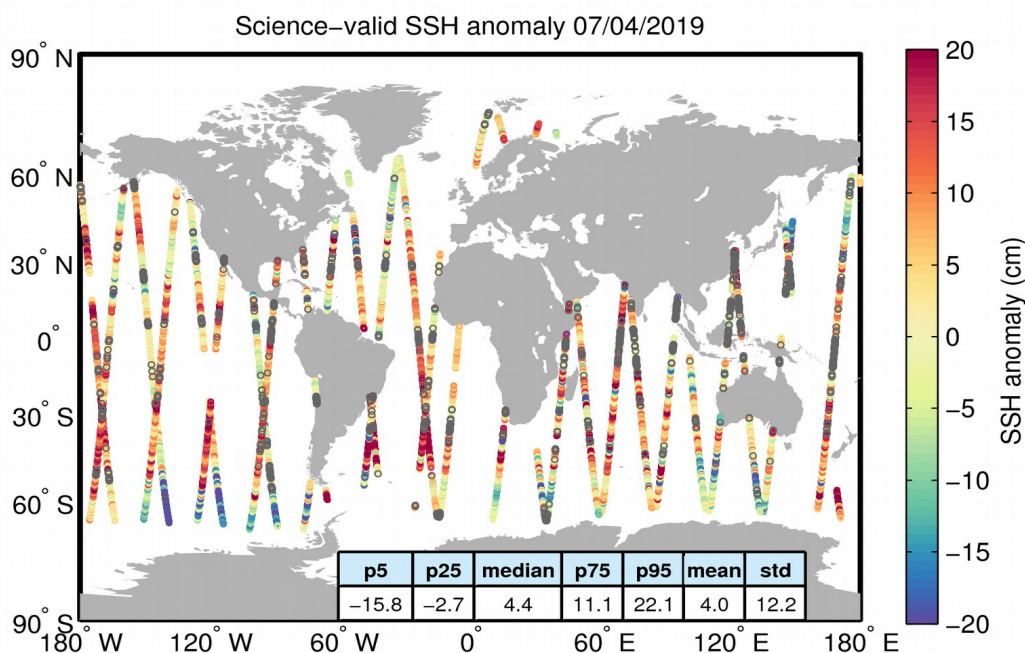 Science−valid SSH anomaly 07/04/2019
90° N
60° N
30° N
0°
30° S
60° S
90° S
180° W
120° W
60° W
0°
60° E
120° E
180° E
p5 p25 median p75 p95 mean std
−15.8 −2.7 4.4 11.1 22.1 4.0 12.2
20
15
10
5
0
−5
−10
−15
−20
SSH anomaly (cm)